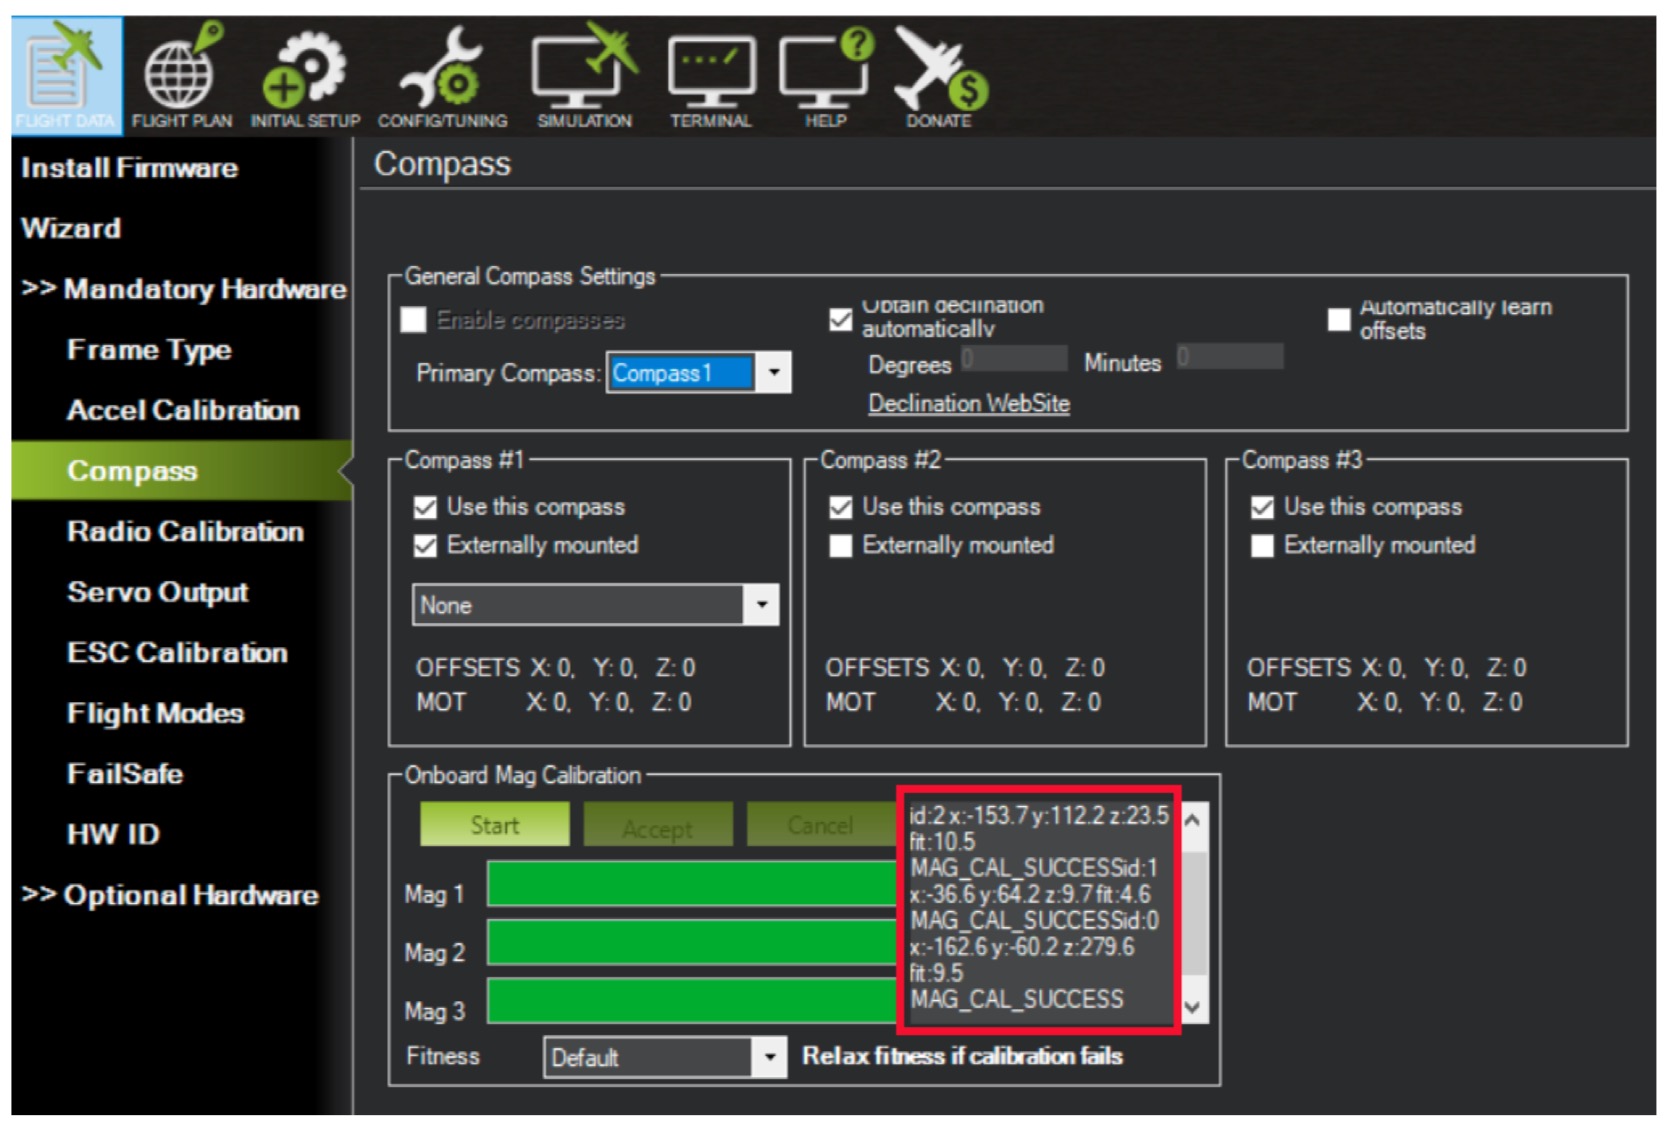 FLIGHT DATA
FLIGHT PLAN
INITIAL SETUP
CONFIG/TUNING
SIMULATION
TERMINAL
HELP
DONATE
Install Firmware
Wizard
>> Mandatory Hardware
Frame Type
Accel Calibration
Compass
Radio Calibration
Servo Output
ESC Calibration
Flight Modes
FailSafe
HW ID
>> Optional Hardware
Compass
General Compass Settings
Enable compasses
Primary Compass: Compass1
Obtain declination
automatically
Degrees 0 Minutes 0
Declination WebSite
Automatically learn
offsets
Compass #1
Use this compass
Externally mounted
None
OFFSETS X: 0, Y: 0, Z: 0
MOT X: 0, Y: 0, Z: 0
Compass #2
Use this compass
Externally mounted
OFFSETS X: 0, Y: 0, Z: 0
MOT X: 0, Y: 0, Z: 0
Compass #3
Use this compass
Externally mounted
OFFSETS X: 0, Y: 0, Z: 0
MOT X: 0, Y: 0, Z: 0
Onboard Mag Calibration
Start Accept Cancel
Mag 1
Mag 2
Mag 3
id:2 x:-153.7 y:112.2 z:23.5
fit:10.5
MAG_CAL_SUCCESSid:1
x:-36.6 y:64.2 z:9.7 fit:4.6
MAG_CAL_SUCCESSid:0
x:-162.6 y:-60.2 z:279.6
fit:9.5
MAG_CAL_SUCCESS
Fitness Default Relax fitness if calibration fails